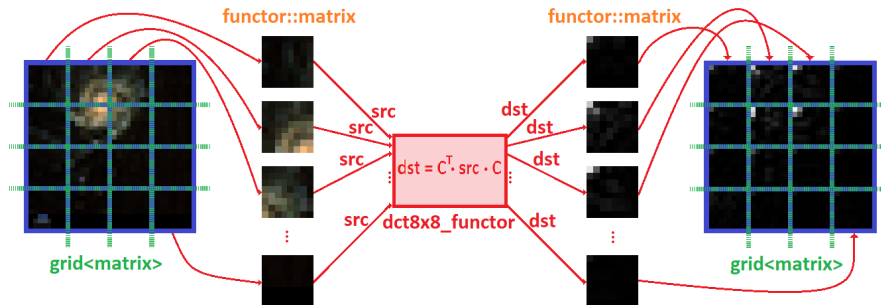 functor::matrix
functor::matrix
src
src
src
src
dst = Cᵀ· src · C
dct8x8_functor
dst
dst
dst
dst
grid<matrix>
grid<matrix>